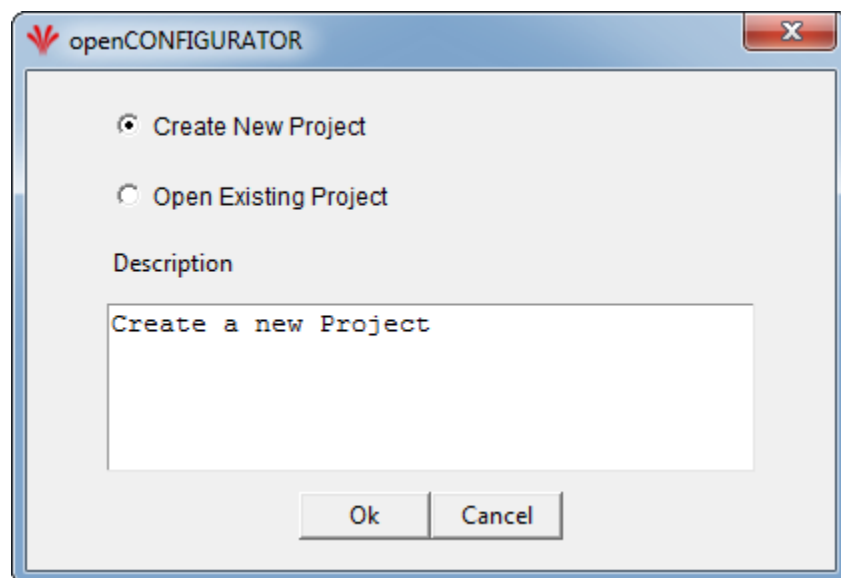 openCONFIGURATOR
Create New Project
Open Existing Project
Description
Create a new Project
Ok Cancel